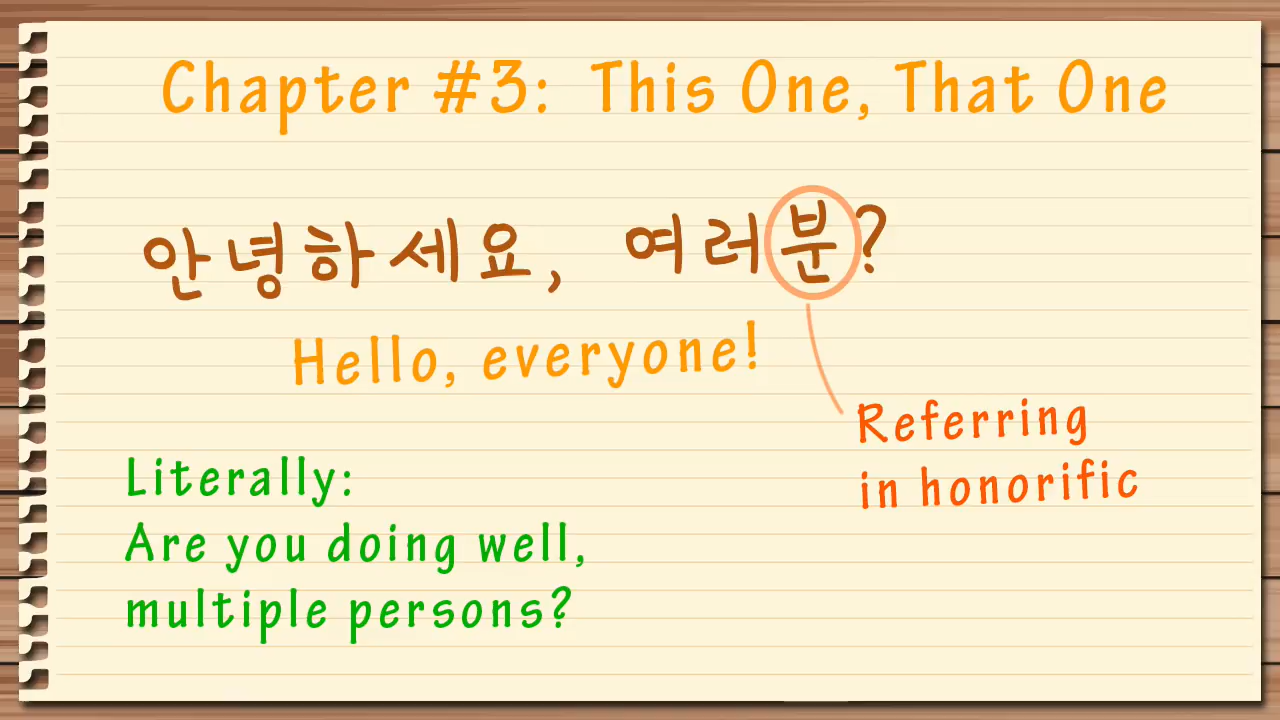 Chapter #3: This One, That One
안녕하세요, 여러분?
Hello, everyone!
Referring
in honorific
Literally:
Are you doing well,
multiple persons?